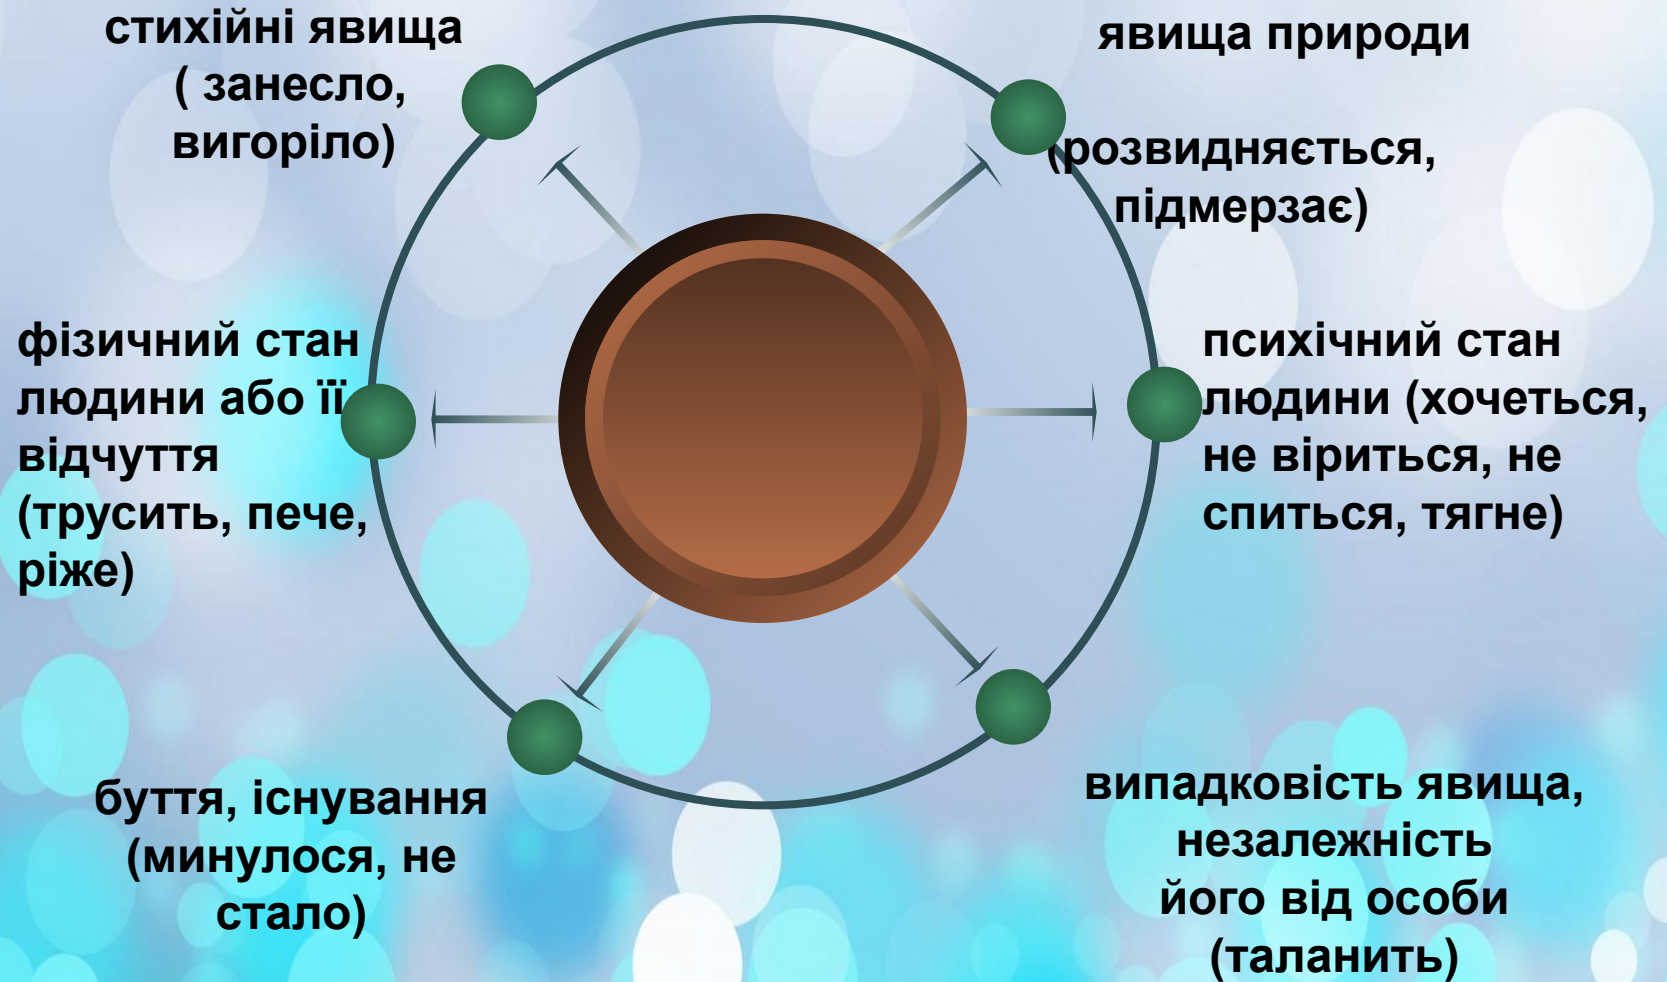 стихійні явища
( занесло,
вигоріло)
явища природи
(розвидняється,
підмерзає)
фізичний стан
людини або її
відчуття
(трусить, пече,
ріже)
психічний стан
людини (хочеться,
не віриться, не
спиться, тягне)
буття, існування
(минулося, не
стало)
випадковість явища,
незалежність
його від особи
(таланить)